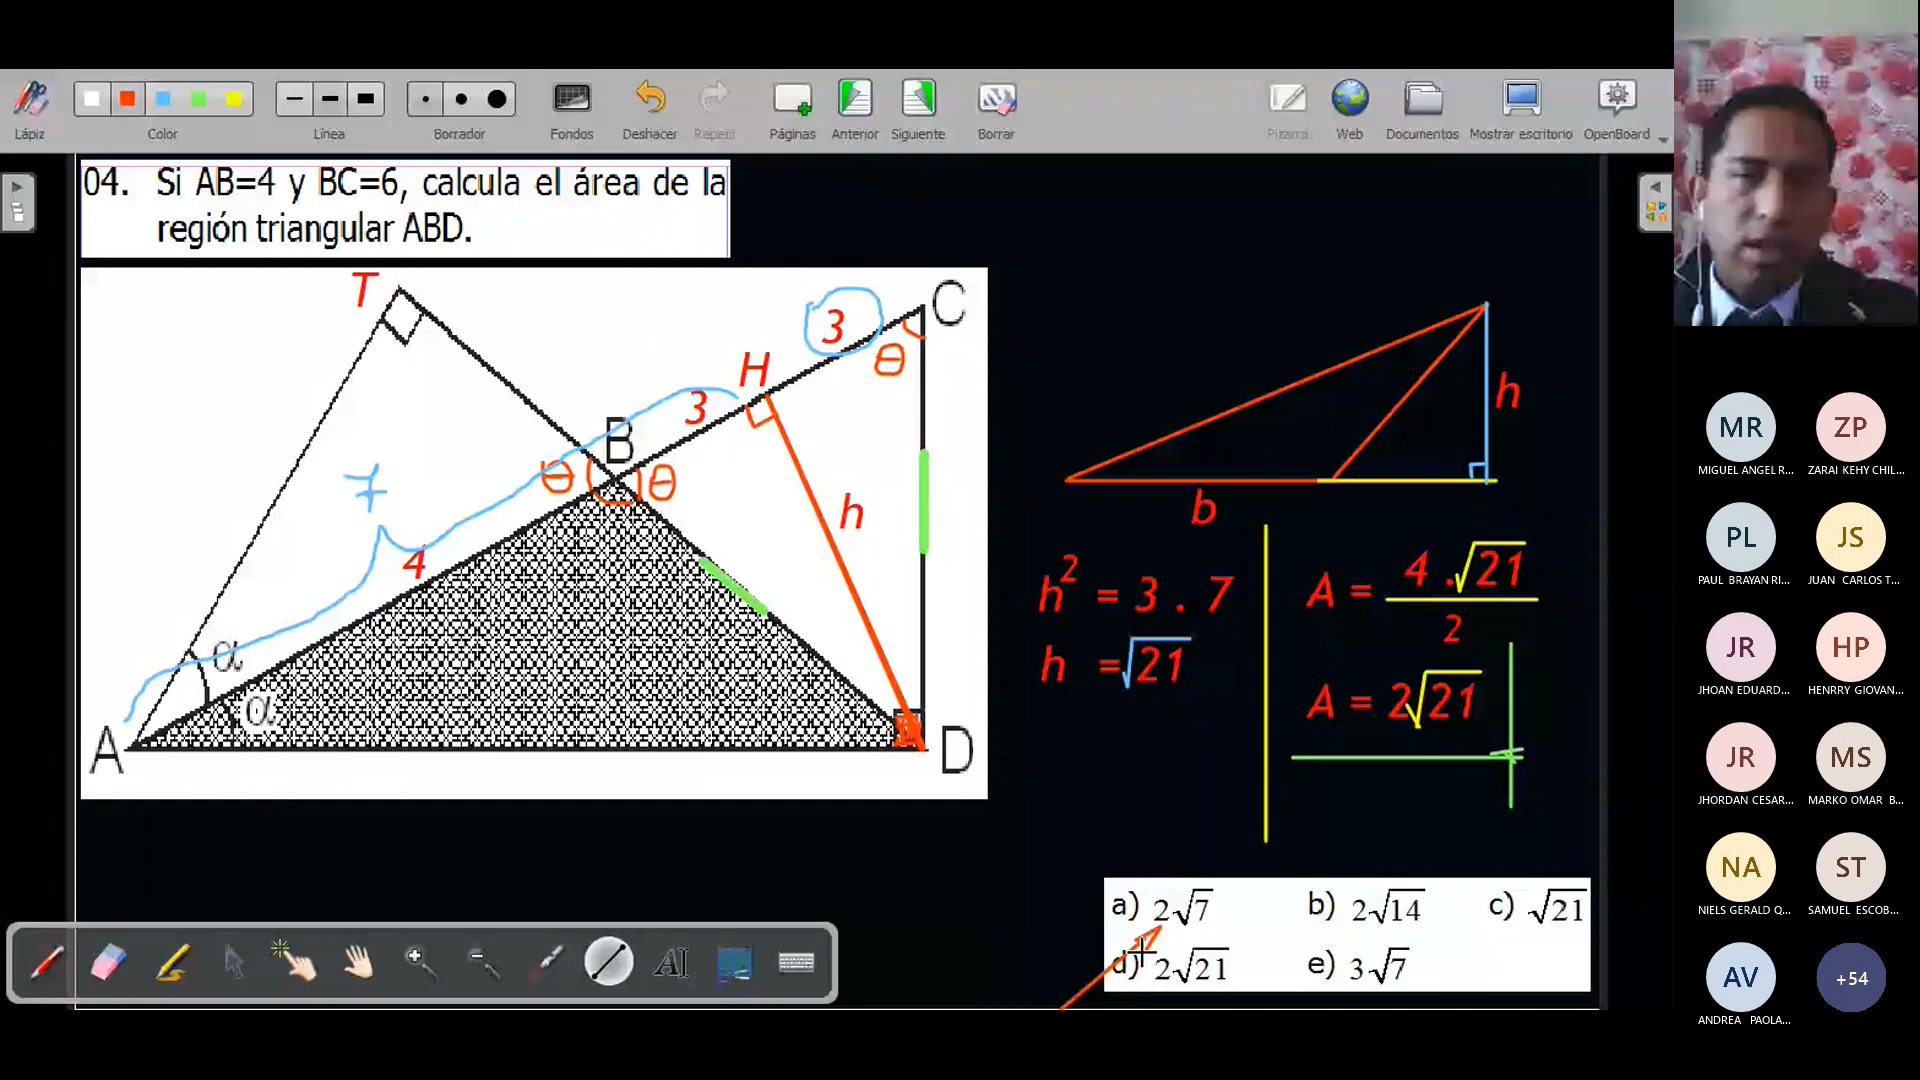 Lápiz
Color
Línea
Borrador
Fondos
Deshacer
Repetir
Páginas
Anterior
Siguiente
Borrar
Pizarra
Web
Documentos
Mostrar escritorio
OpenBoard
04. Si AB=4 y BC=6, calcula el área de la
región triangular ABD.
T
C
3
θ
H
3
B
θ
θ
7
h
4
α
α
A
D
h
b
h² = 3 . 7
h = √21
A = 4 . √21 / 2
A = 2√21
a) 2√7 b) 2√14 c) √21
d) 2√21 e) 3√7
AI
MR
MIGUEL ANGEL R...
ZP
ZARAI KEHY CHIL...
PL
PAUL BRAYAN RI...
JS
JUAN CARLOS T...
JR
JHOAN EDUARD...
HP
HENRRY GIOVAN...
JR
JHORDAN CESAR...
MS
MARKO OMAR B...
NA
NIELS GERALD Q...
ST
SAMUEL ESCOB...
AV
ANDREA PAOLA...
+54